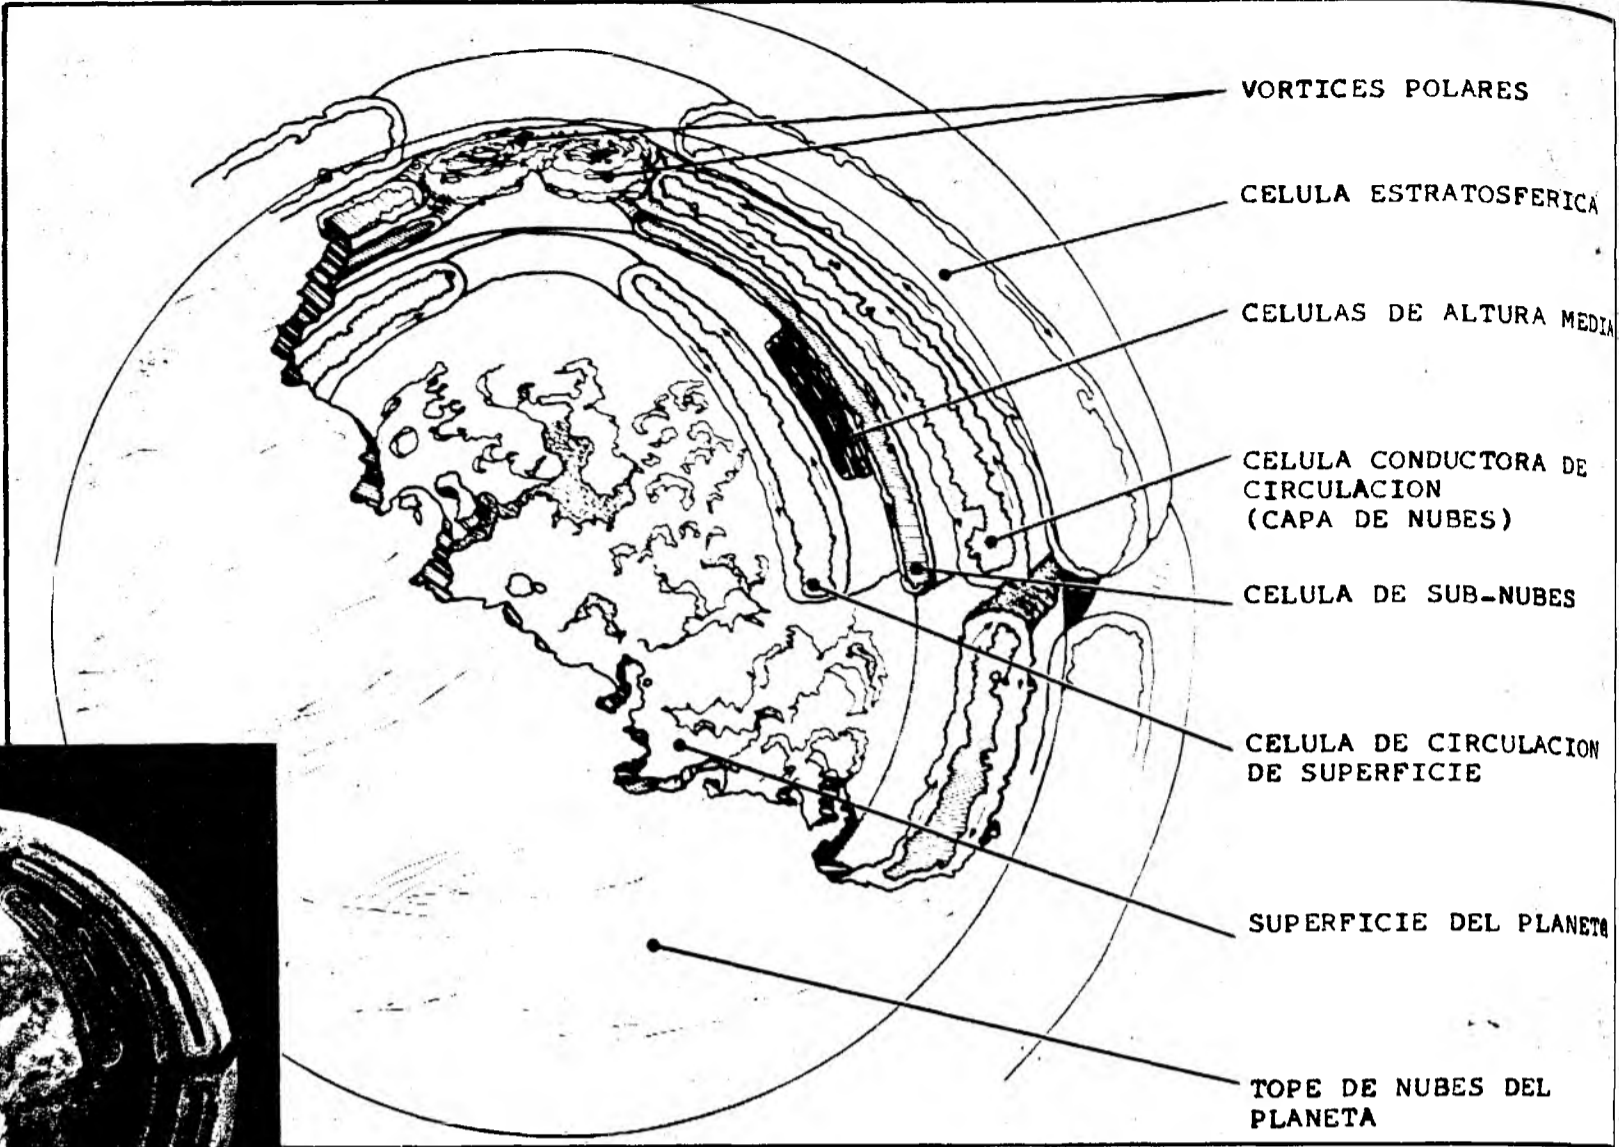 VORTICES POLARES
CELULA ESTRATOSFERICA
CELULAS DE ALTURA MEDIA
CELULA CONDUCTORA DE
CIRCULACION
(CAPA DE NUBES)
CELULA DE SUB-NUBES
CELULA DE CIRCULACION
DE SUPERFICIE
SUPERFICIE DEL PLANETA
TOPE DE NUBES DEL
PLANETA